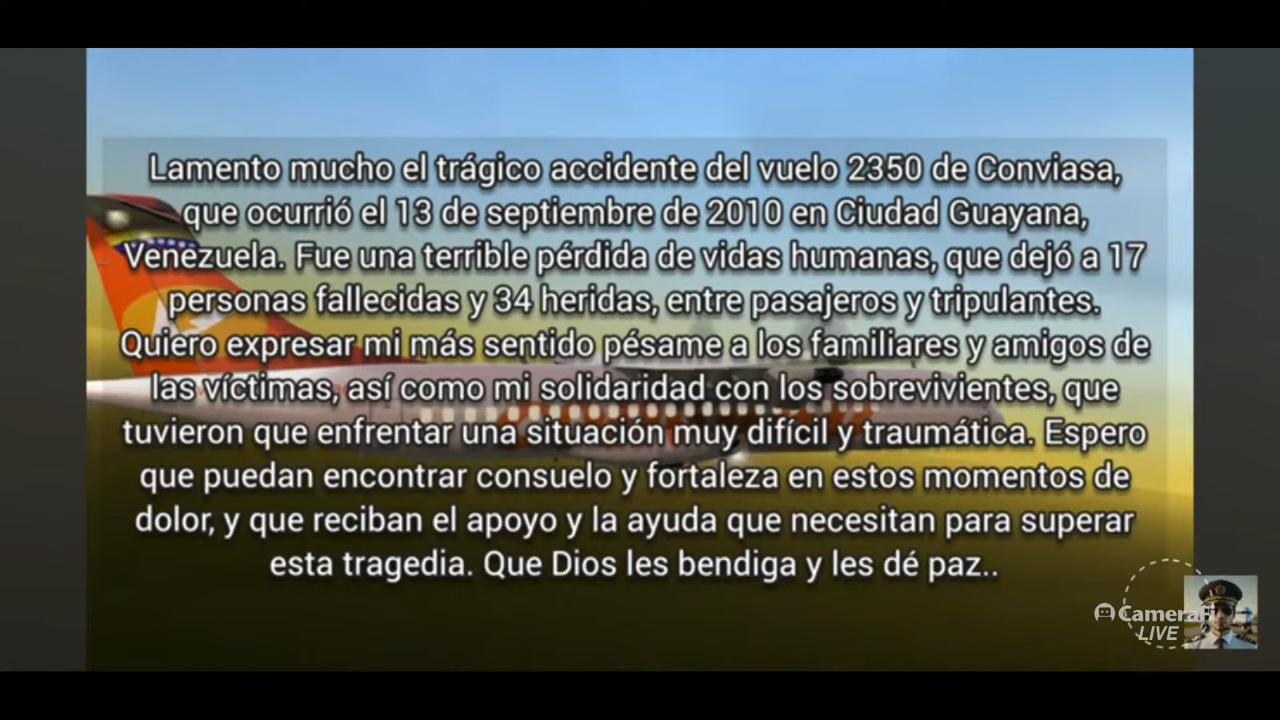 Lamento mucho el trágico accidente del vuelo 2350 de Conviasa,
que ocurrió el 13 de septiembre de 2010 en Ciudad Guayana,
Venezuela. Fue una terrible pérdida de vidas humanas, que dejó a 17
personas fallecidas y 34 heridas, entre pasajeros y tripulantes.
Quiero expresar mi más sentido pésame a los familiares y amigos de
las víctimas, así como mi solidaridad con los sobrevivientes, que
tuvieron que enfrentar una situación muy difícil y traumática. Espero
que puedan encontrar consuelo y fortaleza en estos momentos de
dolor, y que reciban el apoyo y la ayuda que necesitan para superar
esta tragedia. Que Dios les bendiga y les dé paz..
CameraFi
LIVE